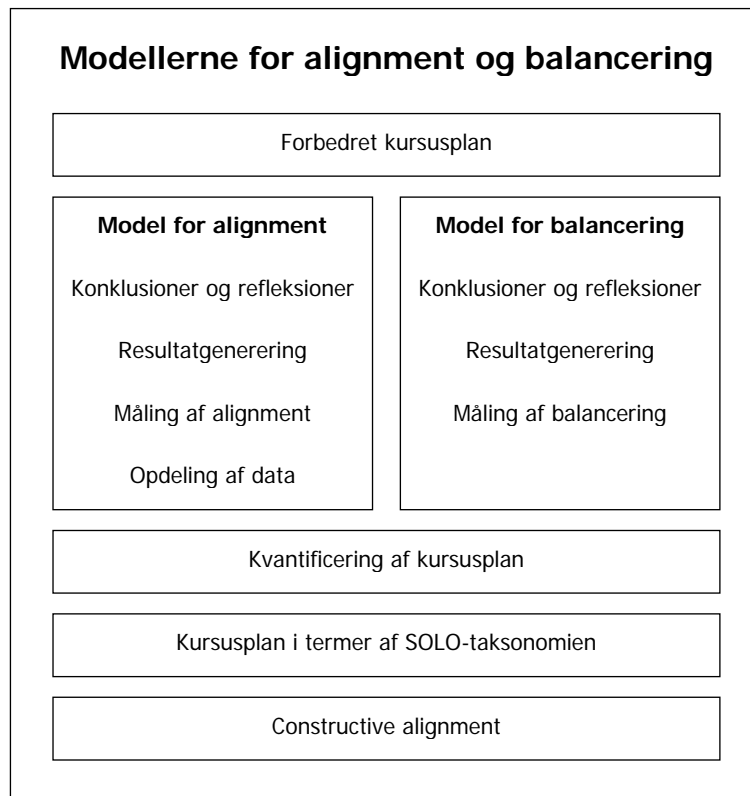 Modellerne for alignment og balancering
Forbedret kursusplan
Model for alignment
Konklusioner og refleksioner
Resultatgenerering
Måling af alignment
Opdeling af data
Model for balancering
Konklusioner og refleksioner
Resultatgenerering
Måling af balancering
Kvantificering af kursusplan
Kursusplan i termer af SOLO-taksonomien
Constructive alignment